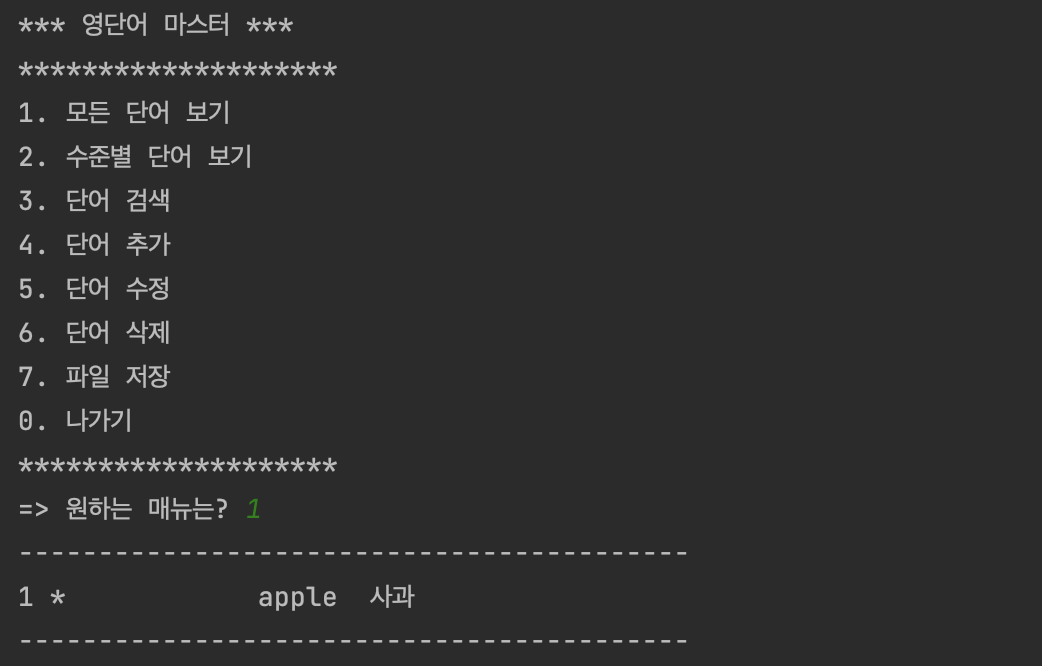 *** 영단어 마스터 ***
********************
1. 모든 단어 보기
2. 수준별 단어 보기
3. 단어 검색
4. 단어 추가
5. 단어 수정
6. 단어 삭제
7. 파일 저장
0. 나가기
********************
=> 원하는 매뉴는? 1
------------------------------------------
1 *            apple  사과
------------------------------------------